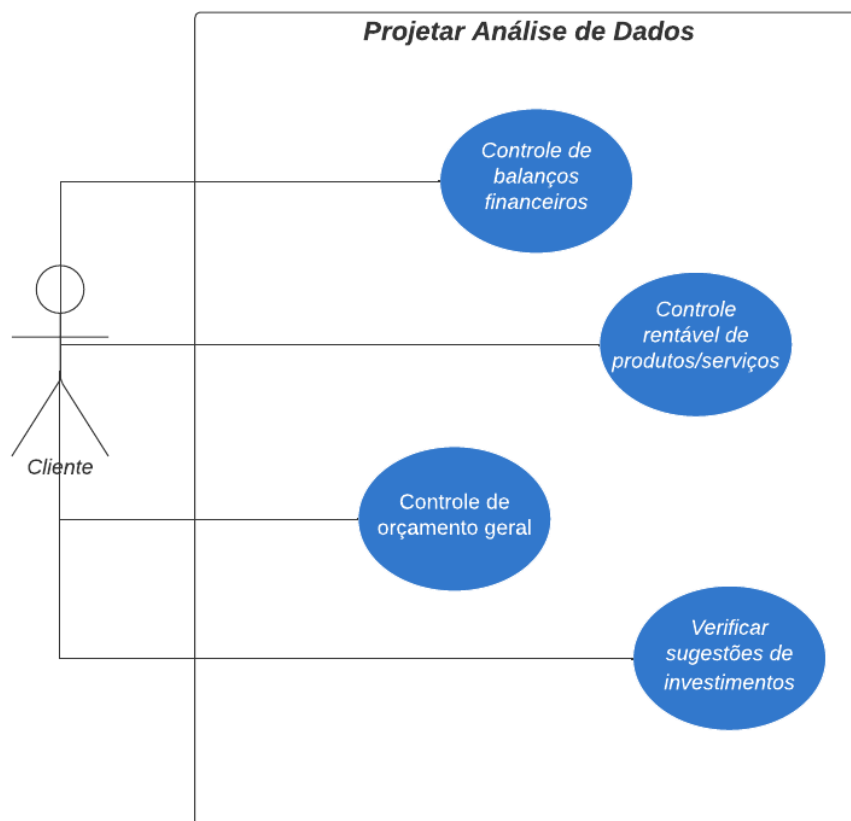 Projetar Análise de Dados
Controle de
balanços
financeiros
Controle
rentável de
produtos/serviços
Cliente
Controle de
orçamento geral
Verificar
sugestões de
investimentos